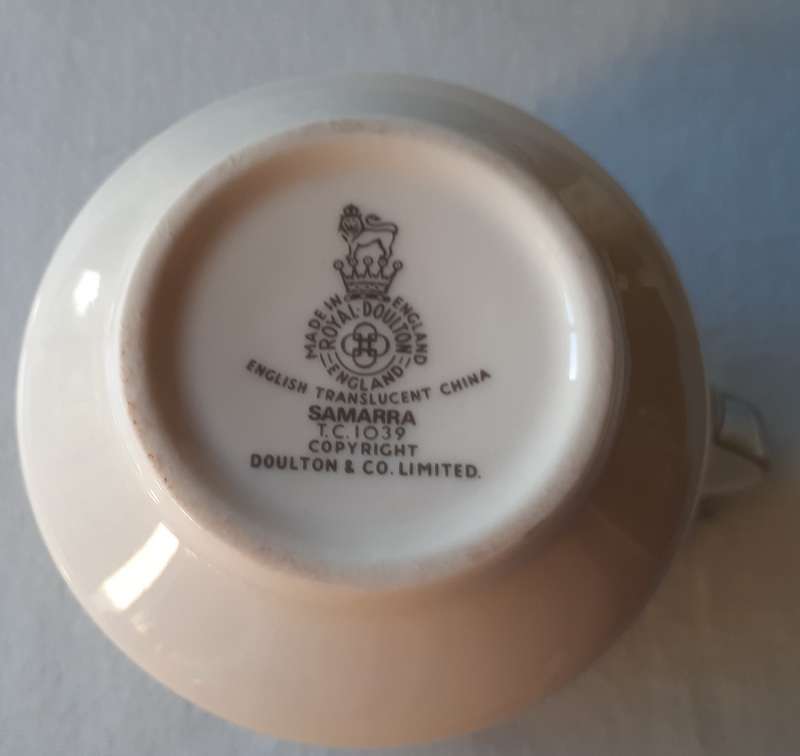 MADE IN ENGLAND
ROYAL·DOULTON
ENGLAND
ENGLISH TRANSLUCENT CHINA
SAMARRA
T.C.1039
COPYRIGHT
DOULTON & CO. LIMITED.